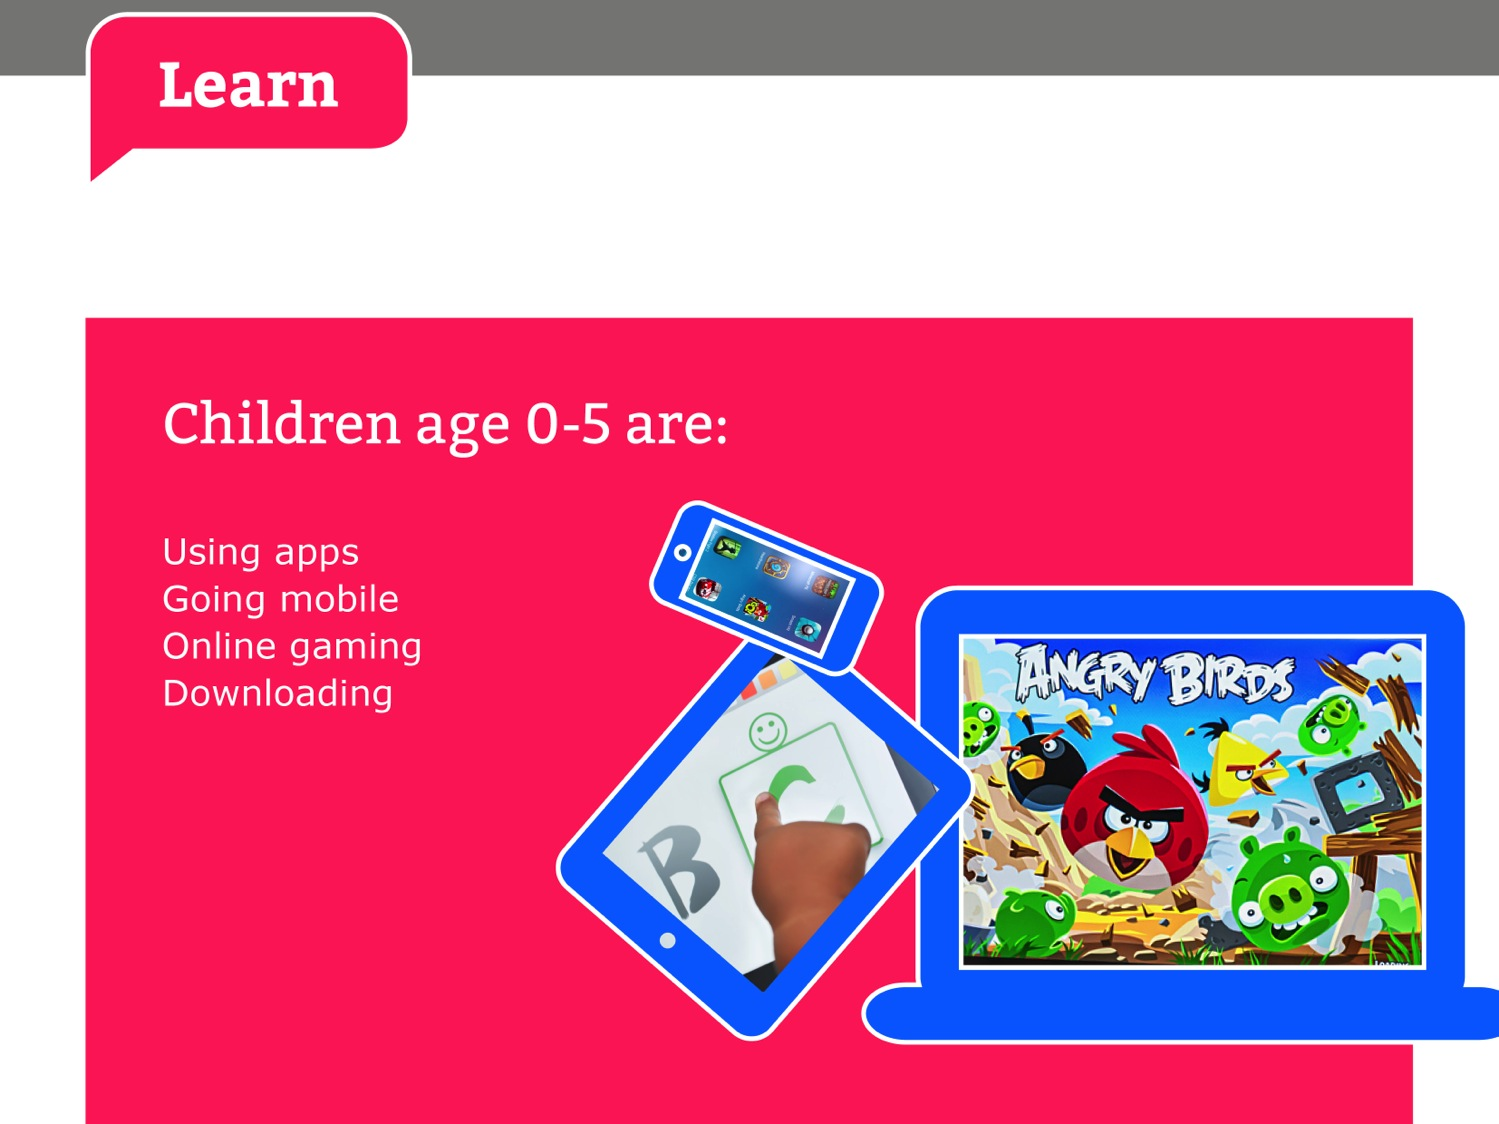 Learn
Children age 0-5 are:
Using apps
Going mobile
Online gaming
Downloading
ANGRY BIRDS
B
C